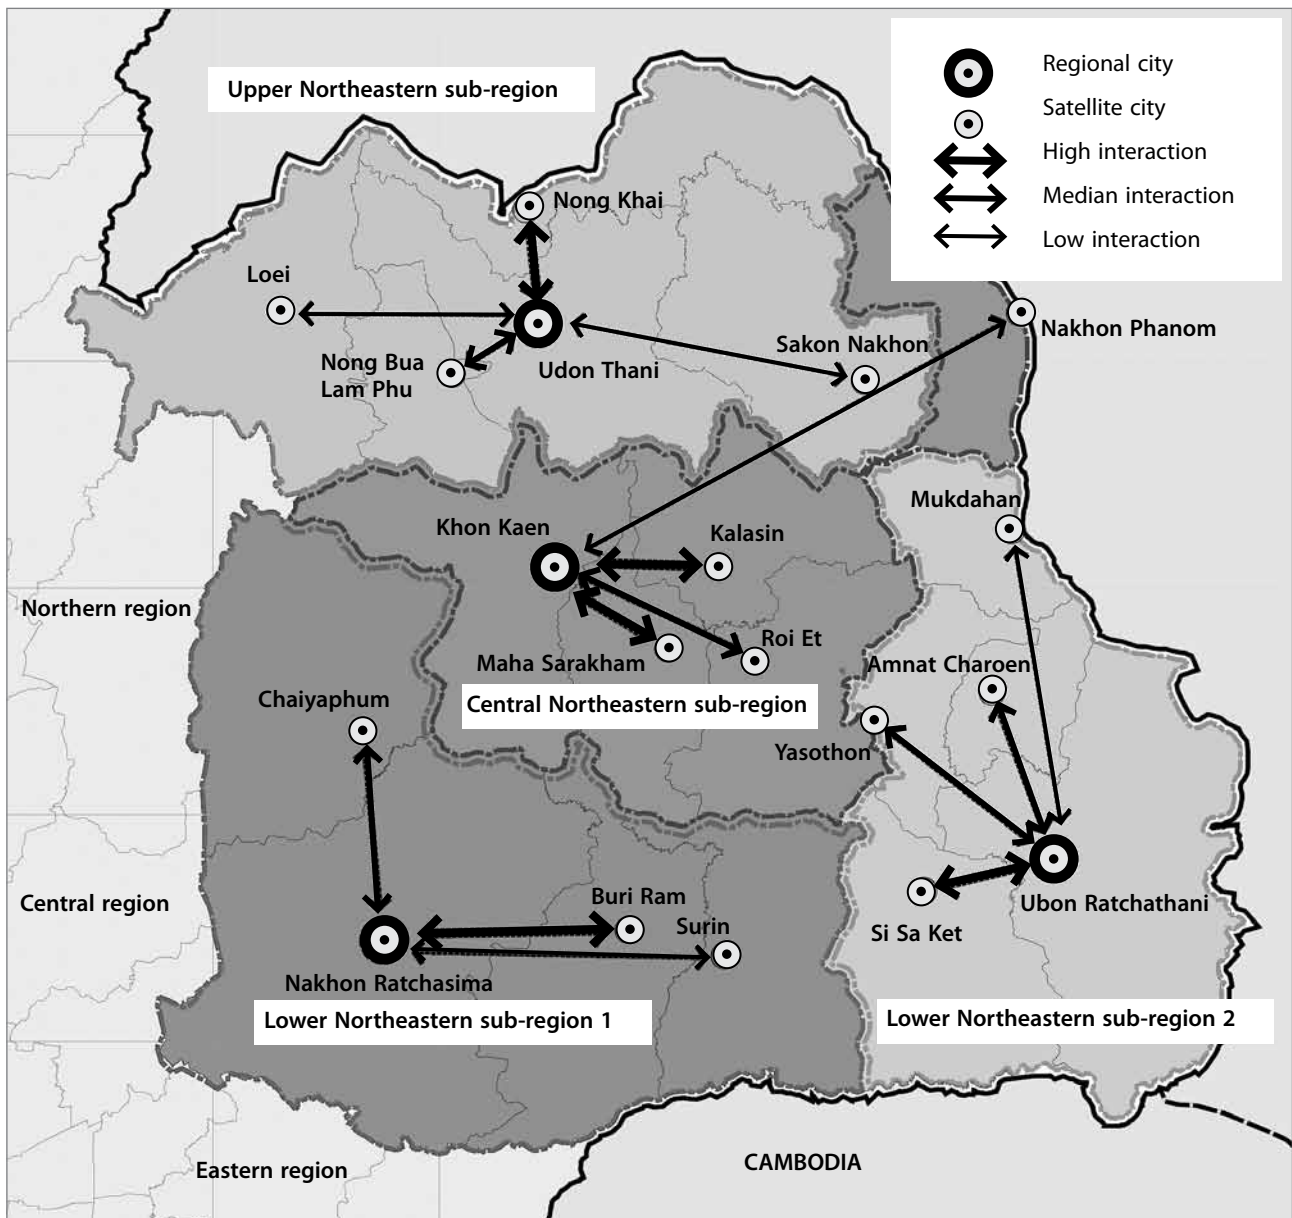 Upper Northeastern sub-region
Regional city
Satellite city
High interaction
Median interaction
Low interaction
Nong Khai
Loei
Nakhon Phanom
Sakon Nakhon
Nong Bua
Lam Phu
Udon Thani
Mukdahan
Khon Kaen
Kalasin
Northern region
Roi Et
Maha Sarakham
Amnat Charoen
Chaiyaphum
Central Northeastern sub-region
Yasothon
Buri Ram
Central region
Ubon Ratchathani
Surin
Si Sa Ket
Nakhon Ratchasima
Lower Northeastern sub-region 1
Lower Northeastern sub-region 2
CAMBODIA
Eastern region